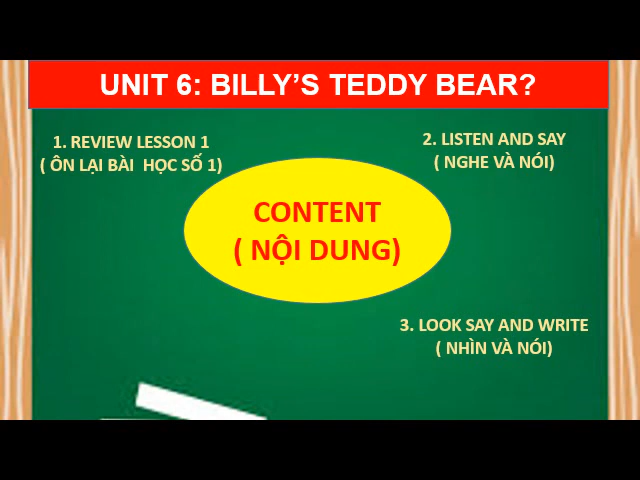 UNIT 6: BILLY’S TEDDY BEAR?
1. REVIEW LESSON 1
( ÔN LẠI BÀI  HỌC SỐ 1)
2. LISTEN AND SAY
( NGHE VÀ NÓI)
CONTENT
( NỘI DUNG)
3. LOOK SAY AND WRITE
( NHÌN VÀ NÓI)